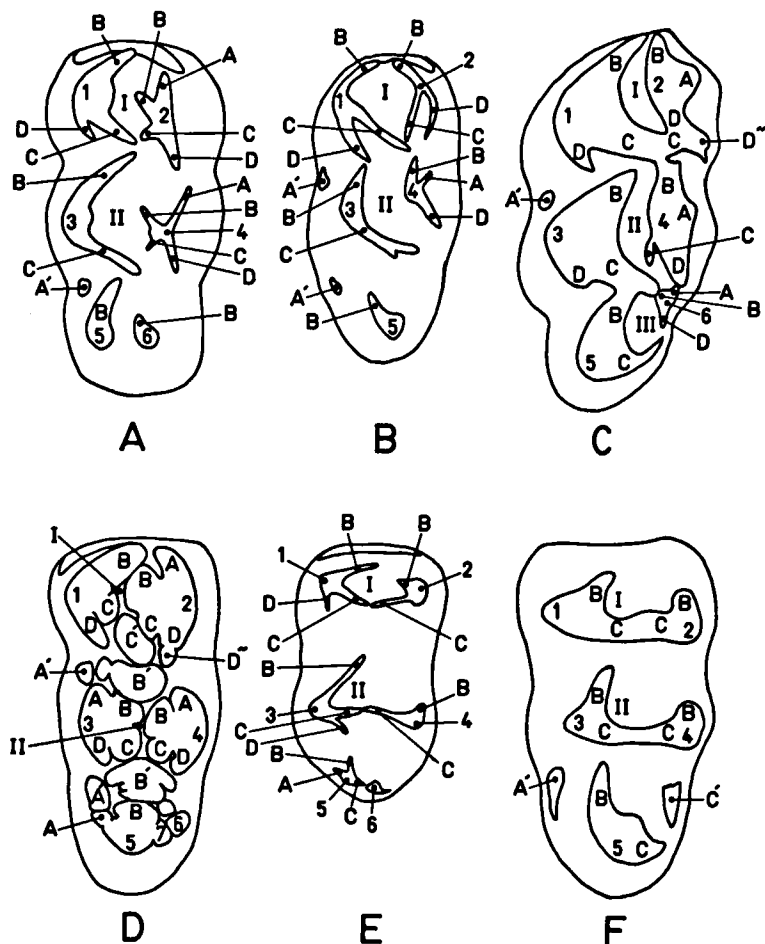 B B A
1 I 2
D C C D
B A
3 II B 4
C C D
A′
B B
5 6
A
B B 2
1 I D
C C
D B
A′ A
B 4
3 II D
C
A′
B 5
B
B B A
1 I 2
D
C C D˜
D B
A′ B A
3 II 4
C
D C D
A
B 6 B
III D
5 C
C
I
B B A
1 2
C C′ C
D D D˜
A′ B′
A B A
3 B 4
II D C C D
B′
A B
A 5 6
D
B B
1 I 2
D
C C
B
II B
3 4
C
D C
B
A
5 C 6
E
B I B
1 C C 2
B II B
3 C C 4
A′ B C′
5 C
F